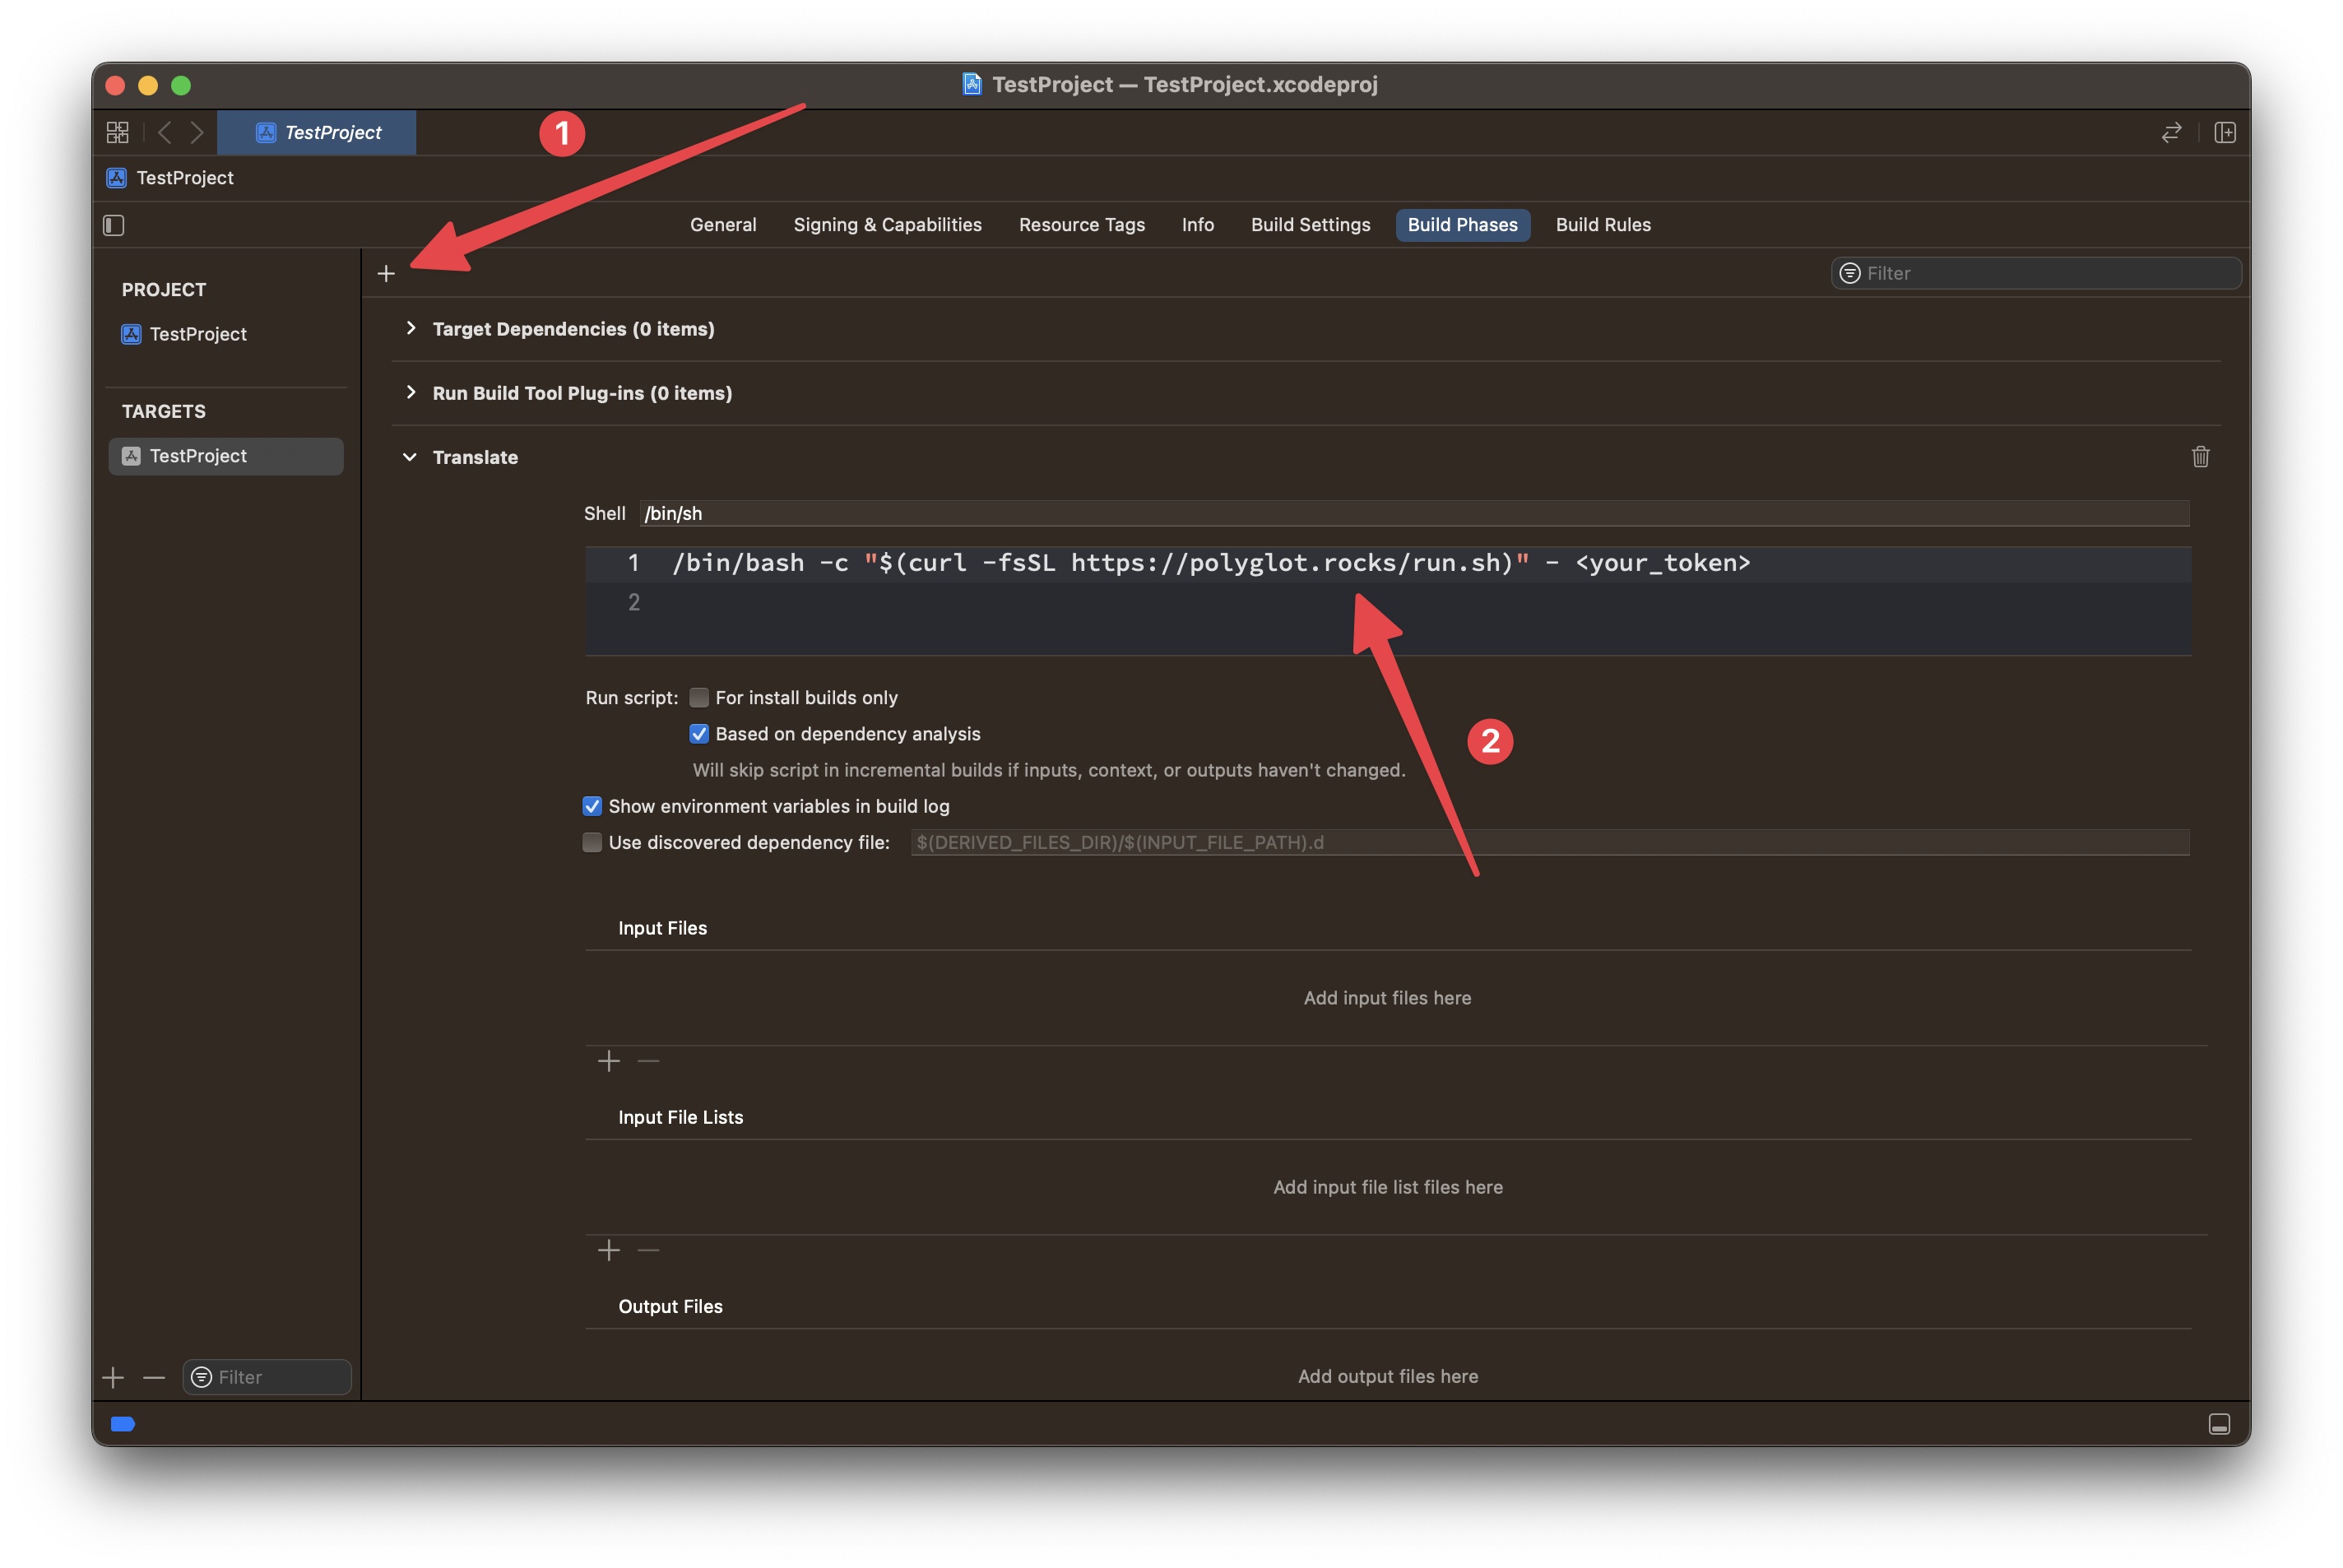 TestProject — TestProject.xcodeproj
TestProject
1
TestProject
General Signing & Capabilities Resource Tags Info Build Settings Build Phases Build Rules
Filter
PROJECT
TestProject
TARGETS
TestProject
Target Dependencies (0 items)
Run Build Tool Plug-ins (0 items)
Translate
Shell /bin/sh
1 /bin/bash -c "$(curl -fsSL https://polyglot.rocks/run.sh)" - <your_token>
2
Run script: For install builds only
Based on dependency analysis
2
Will skip script in incremental builds if inputs, context, or outputs haven't changed.
Show environment variables in build log
Use discovered dependency file: $(DERIVED_FILES_DIR)/$(INPUT_FILE_PATH).d
Input Files
Add input files here
Input File Lists
Add input file list files here
Output Files
Add output files here
Filter